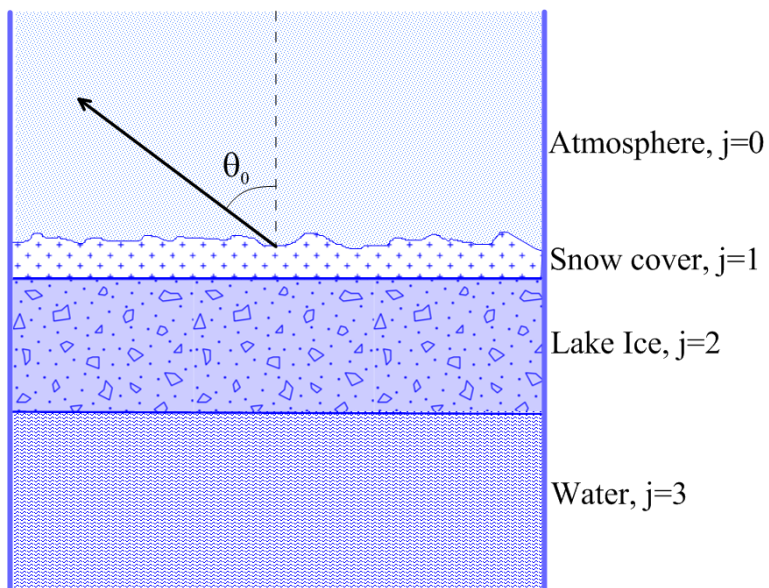 Atmosphere, j=0
θ₀
Snow cover, j=1
Lake Ice, j=2
Water, j=3